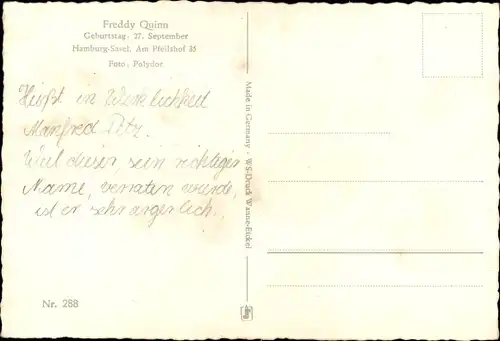 Freddy Quinn
Geburtstag: 27. September
Hamburg-Sasel, Am Pfeilshof 35
Foto: Polydor
Heißt in Wirklichkeit
Manfred Petz.
Weil dieser, sein richtiger
Name, verraten wurde,
ist er sehr ärgerlich.
Nr. 288
Made in Germany - WS-Druck Wanne-Eickel